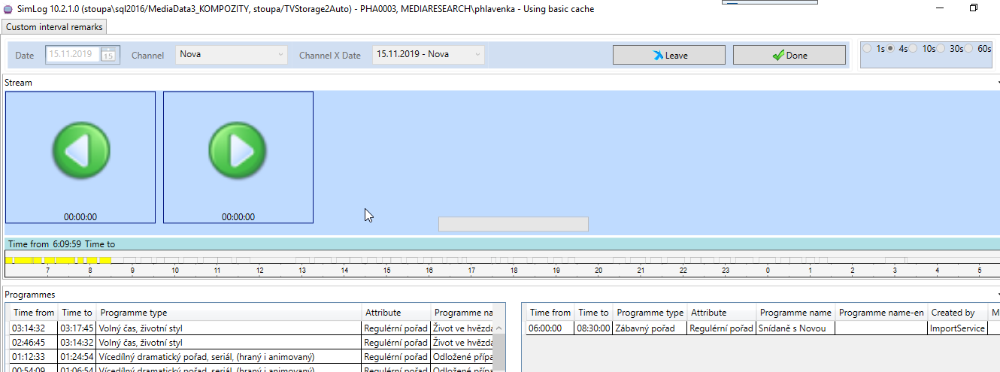 SimLog 10.2.1.0 (stoupa\sql2016/MediaData3_KOMPOZITY, stoupa/TVStorage2Auto) - PHA0003, MEDIARESEARCH\phlavenka - Using basic cache
Custom interval remarks
Date 15.11.2019 15 Channel Nova Channel X Date 15.11.2019 - Nova Leave Done 1s 4s 10s 30s 60s
Stream
00:00:00 00:00:00
Time from 6:09:59 Time to
7 8 9 10 11 12 13 14 15 16 17 18 19 20 21 22 23 0 1 2 3 4 5
Programmes
Time from Time to Programme type Attribute Programme na Time from Time to Programme type Attribute Programme name Programme name-en Created by M
03:14:32 03:17:45 Volný čas, životní styl Regulérní pořad Život ve hvězda 06:00:00 08:30:00 Zábavný pořad Regulérní pořad Snídaně s Novou ImportService
02:46:45 03:14:32 Volný čas, životní styl Regulérní pořad Život ve hvězda
01:12:33 01:24:54 Vícedílný dramatický pořad, seriál, (hraný i animovaný) Regulérní pořad Odložené přípa
00:54:09 01:06:54 Vícedílný dramatický pořad, seriál, (hraný i animovaný) Regulérní pořad Odložené přípa